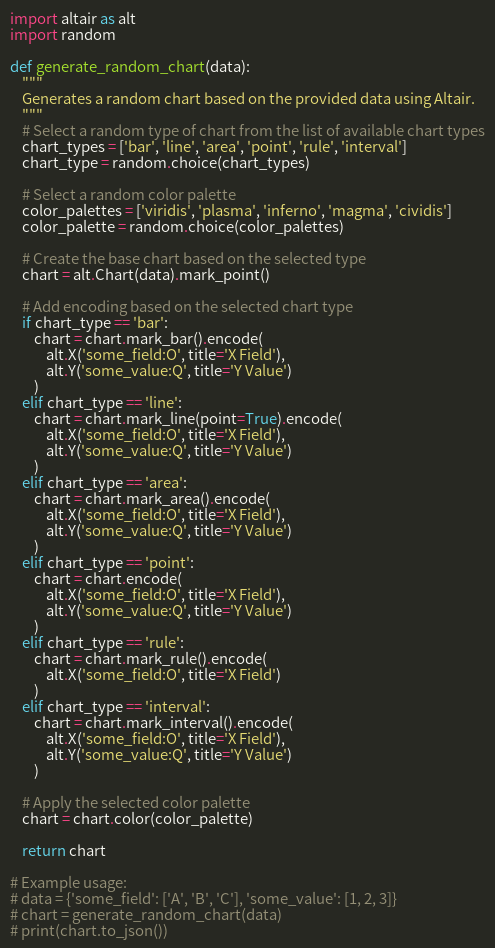 import altair as alt
import random

def generate_random_chart(data):
    """
    Generates a random chart based on the provided data using Altair.
    """
    # Select a random type of chart from the list of available chart types
    chart_types = ['bar', 'line', 'area', 'point', 'rule', 'interval']
    chart_type = random.choice(chart_types)

    # Select a random color palette
    color_palettes = ['viridis', 'plasma', 'inferno', 'magma', 'cividis']
    color_palette = random.choice(color_palettes)

    # Create the base chart based on the selected type
    chart = alt.Chart(data).mark_point()

    # Add encoding based on the selected chart type
    if chart_type == 'bar':
        chart = chart.mark_bar().encode(
            alt.X('some_field:O', title='X Field'),
            alt.Y('some_value:Q', title='Y Value')
        )
    elif chart_type == 'line':
        chart = chart.mark_line(point=True).encode(
            alt.X('some_field:O', title='X Field'),
            alt.Y('some_value:Q', title='Y Value')
        )
    elif chart_type == 'area':
        chart = chart.mark_area().encode(
            alt.X('some_field:O', title='X Field'),
            alt.Y('some_value:Q', title='Y Value')
        )
    elif chart_type == 'point':
        chart = chart.encode(
            alt.X('some_field:O', title='X Field'),
            alt.Y('some_value:Q', title='Y Value')
        )
    elif chart_type == 'rule':
        chart = chart.mark_rule().encode(
            alt.X('some_field:O', title='X Field')
        )
    elif chart_type == 'interval':
        chart = chart.mark_interval().encode(
            alt.X('some_field:O', title='X Field'),
            alt.Y('some_value:Q', title='Y Value')
        )

    # Apply the selected color palette
    chart = chart.color(color_palette)

    return chart

# Example usage:
# data = {'some_field': ['A', 'B', 'C'], 'some_value': [1, 2, 3]}
# chart = generate_random_chart(data)
# print(chart.to_json())